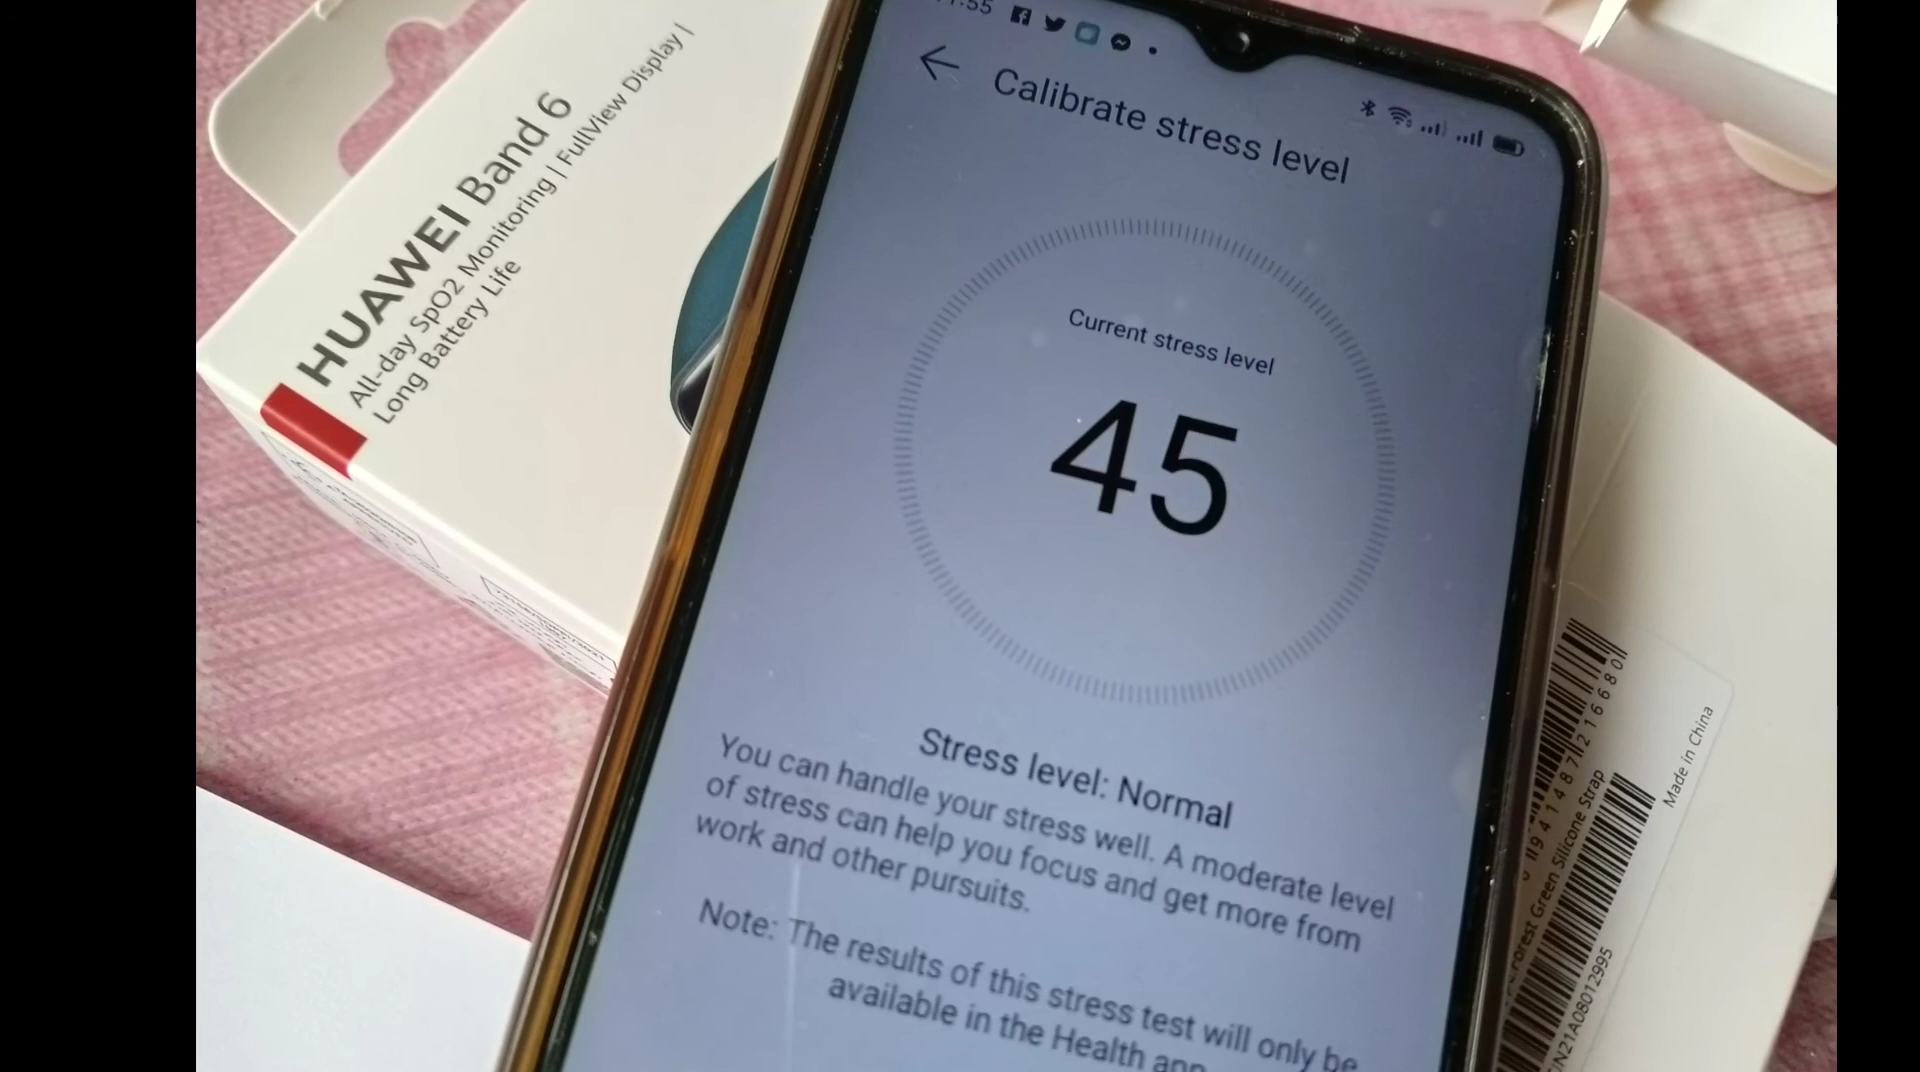 HUAWEI Band 6
All-day SpO2 Monitoring | FullView Display |
Long Battery Life
Calibrate stress level
Current stress level
45
Stress level: Normal
You can handle your stress well. A moderate level
of stress can help you focus and get more from
work and other pursuits.
Note: The results of this stress test will only be
available in the Health app
Forest Green Silicone Strap
Made in China